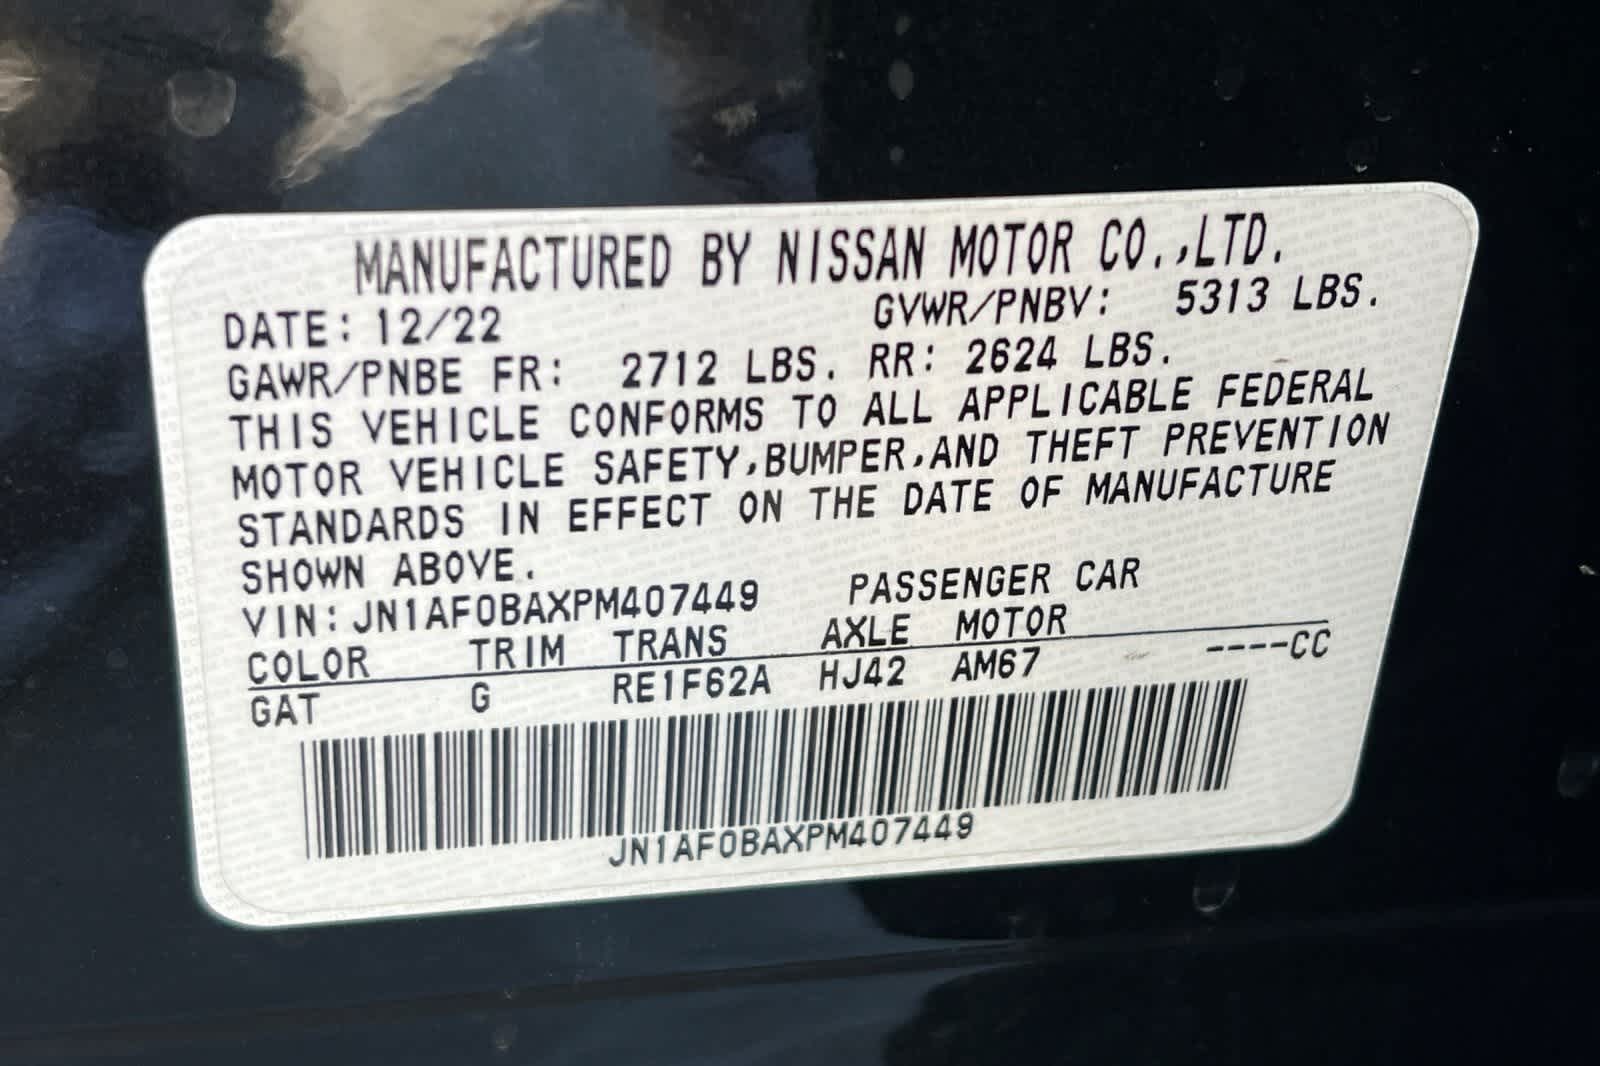 MANUFACTURED BY NISSAN MOTOR CO.,LTD.
DATE: 12/22 GVWR/PNBV: 5313 LBS.
GAWR/PNBE FR: 2712 LBS. RR: 2624 LBS.
THIS VEHICLE CONFORMS TO ALL APPLICABLE FEDERAL
MOTOR VEHICLE SAFETY,BUMPER,AND THEFT PREVENTION
STANDARDS IN EFFECT ON THE DATE OF MANUFACTURE
SHOWN ABOVE.
VIN:JN1AF0BAXPM407449 PASSENGER CAR
COLOR TRIM TRANS AXLE MOTOR
GAT G RE1F62A HJ42 AM67 ----CC
JN1AF0BAXPM407449